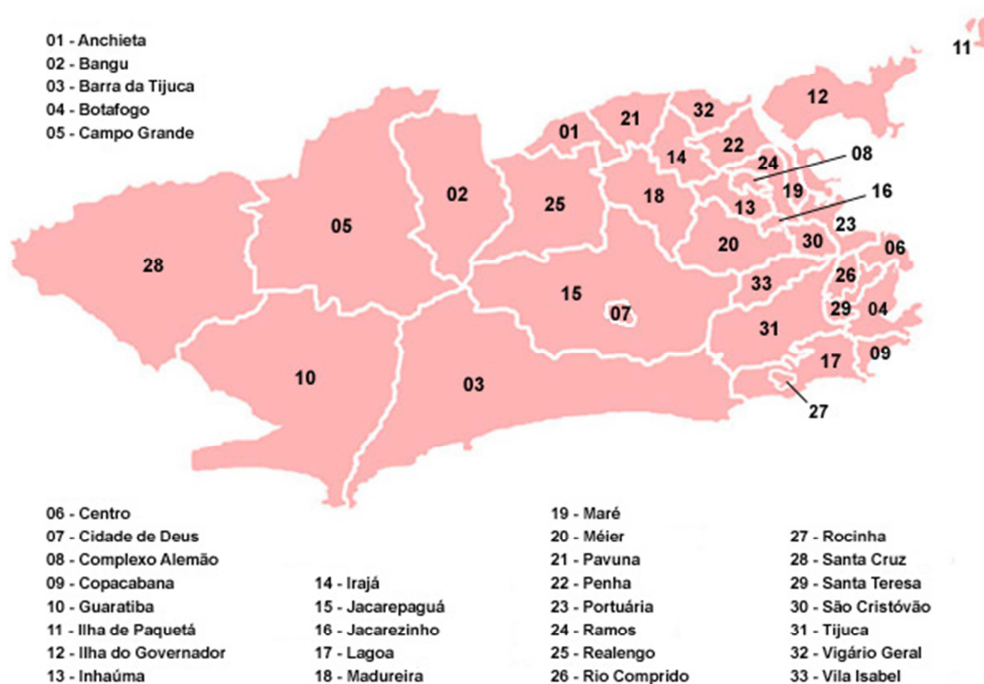 01 - Anchieta
02 - Bangu
03 - Barra da Tijuca
04 - Botafogo
05 - Campo Grande
11
12
32
21
01
22
14
08
24
16
02
25
18
19
13
05
23
20
30
06
28
26
33
15
07
29
04
31
09
17
10
03
27
06 - Centro
07 - Cidade de Deus
08 - Complexo Alemão
09 - Copacabana
10 - Guaratiba
11 - Ilha de Paquetá
12 - Ilha do Governador
13 - Inhaúma
14 - Irajá
15 - Jacarepaguá
16 - Jacarezinho
17 - Lagoa
18 - Madureira
19 - Maré
20 - Méier
21 - Pavuna
22 - Penha
23 - Portuária
24 - Ramos
25 - Realengo
26 - Rio Comprido
27 - Rocinha
28 - Santa Cruz
29 - Santa Teresa
30 - São Cristóvão
31 - Tijuca
32 - Vigário Geral
33 - Vila Isabel